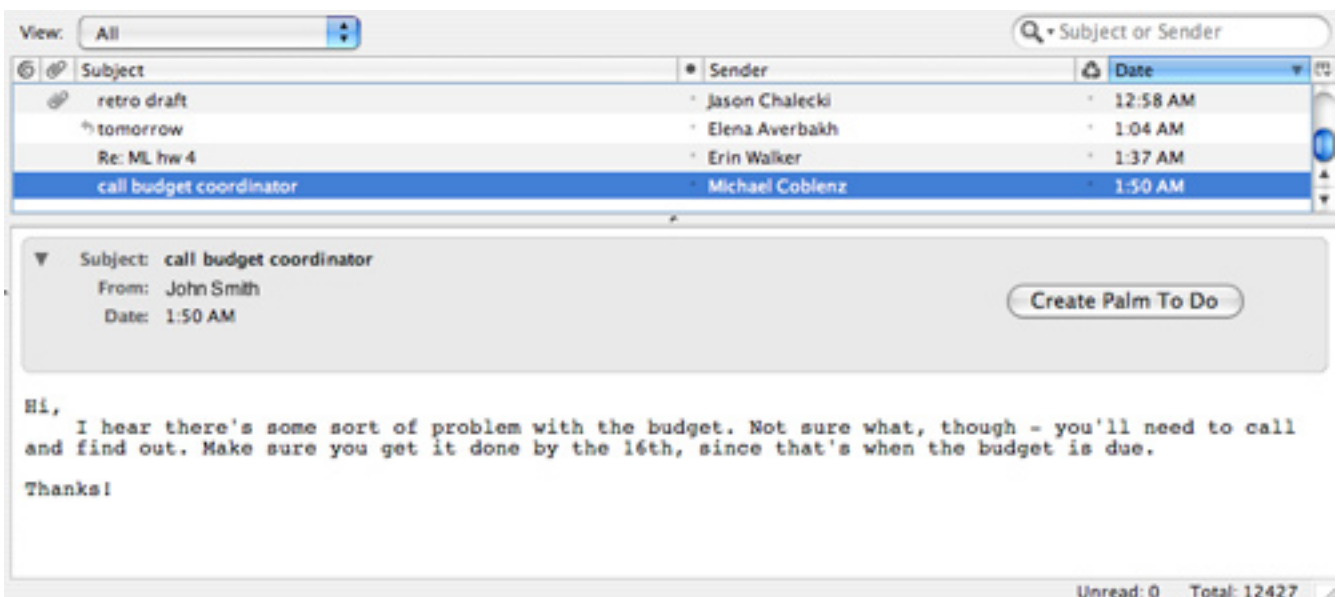 View: All Subject or Sender
Subject Sender Date
retro draft Jason Chalecki 12:58 AM
tomorrow Elena Averbakh 1:04 AM
Re: ML hw 4 Erin Walker 1:37 AM
call budget coordinator Michael Coblenz 1:50 AM
Subject: call budget coordinator
From: John Smith
Create Palm To Do
Date: 1:50 AM
Hi,
I hear there's some sort of problem with the budget. Not sure what, though - you'll need to call
and find out. Make sure you get it done by the 16th, since that's when the budget is due.
Thanks!
Unread: 0 Total: 12427